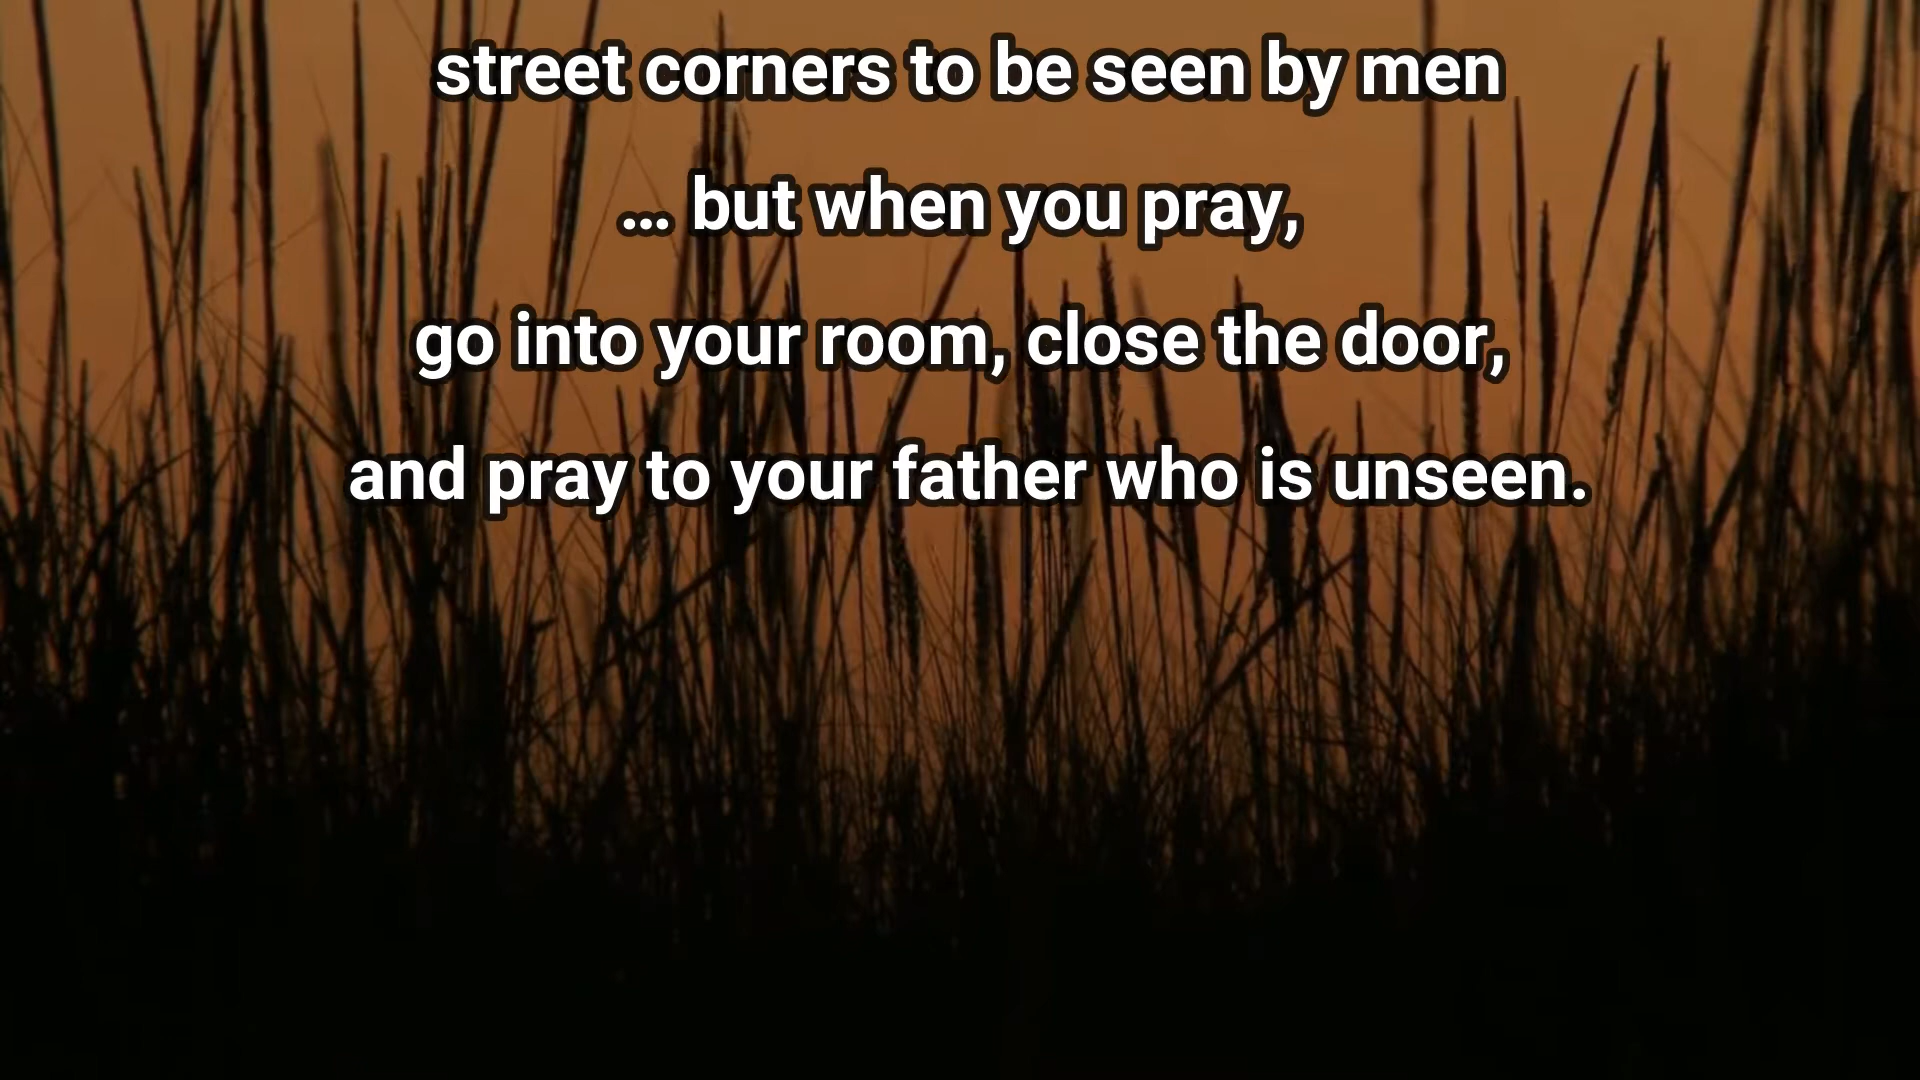 street corners to be seen by men
... but when you pray,
go into your room, close the door,
and pray to your father who is unseen.